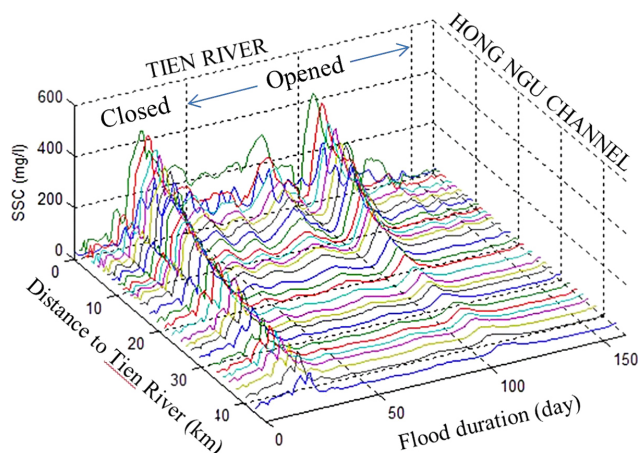 TIEN RIVER
HONG NGU CHANNEL
Closed
Opened
600
400
200
0
SSC (mg/l)
0
10
20
30
40
Distance to Tien River (km)
0
50
100
150
Flood duration (day)